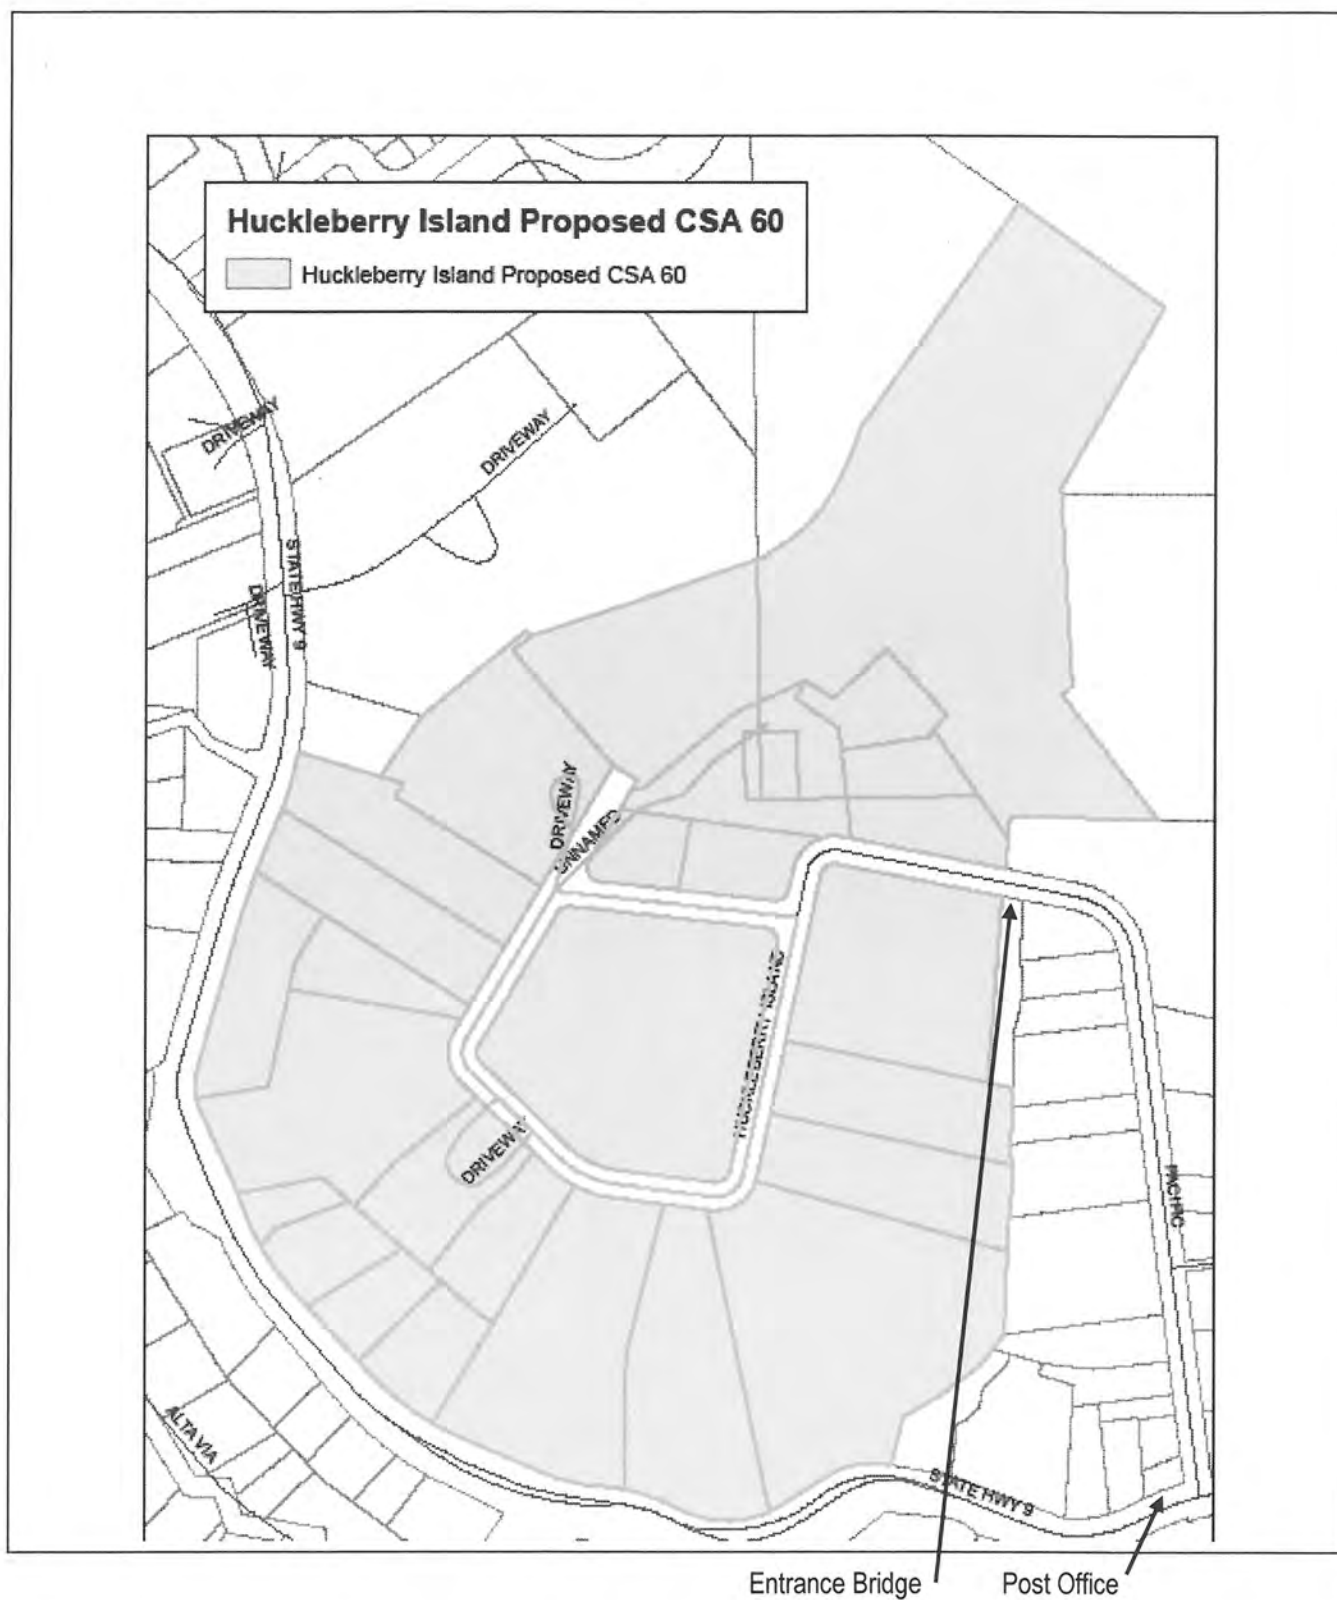 Huckleberry Island Proposed CSA 60
Huckleberry Island Proposed CSA 60
DRIVEWAY
DRIVEWAY
STATE HWY 9
DRIVEWAY
DRIVEWAY
UNNAMED
HUCKLEBERRY ISLAND
DRIVEWAY
PACIFIC
ALTA VIA
STATE HWY 9
Entrance Bridge
Post Office